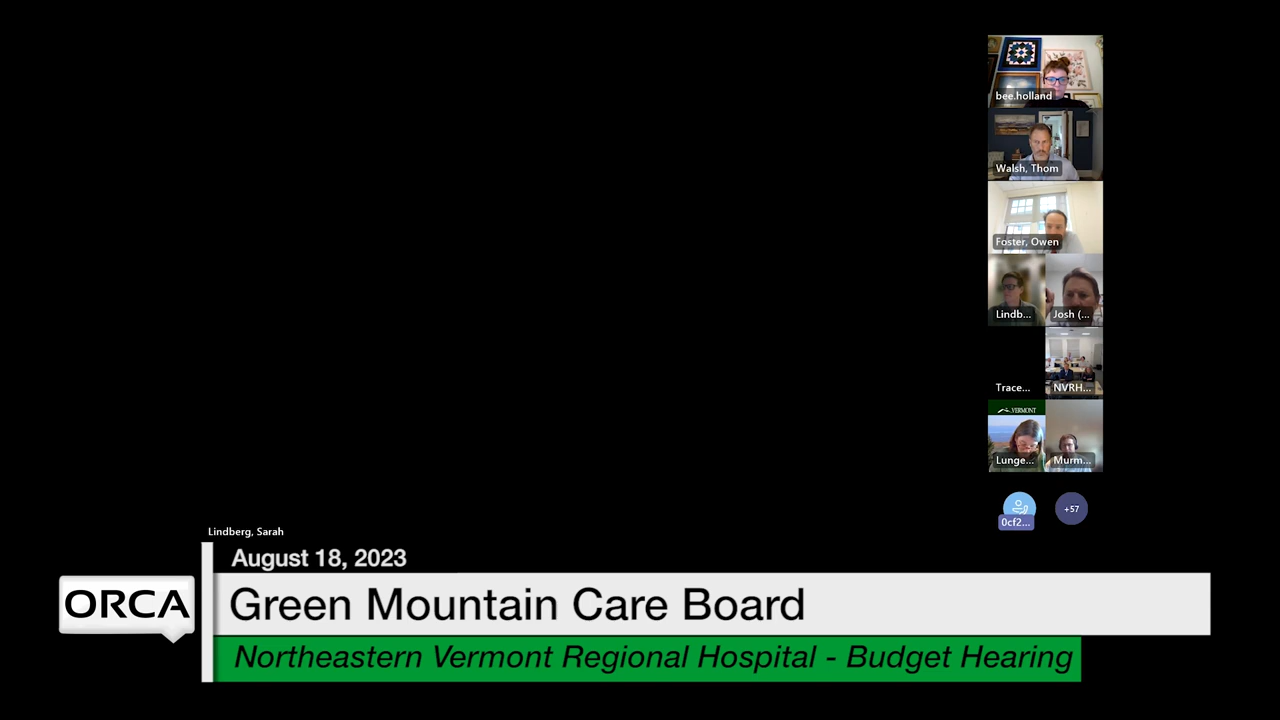 bee.holland
Walsh, Thom
Foster, Owen
Lindb...
Josh (...
Trace...
NVRH...
VERMONT
Lunge...
Murm...
0cf2...
+57
Lindberg, Sarah
August 18, 2023
ORCA
Green Mountain Care Board
Northeastern Vermont Regional Hospital - Budget Hearing